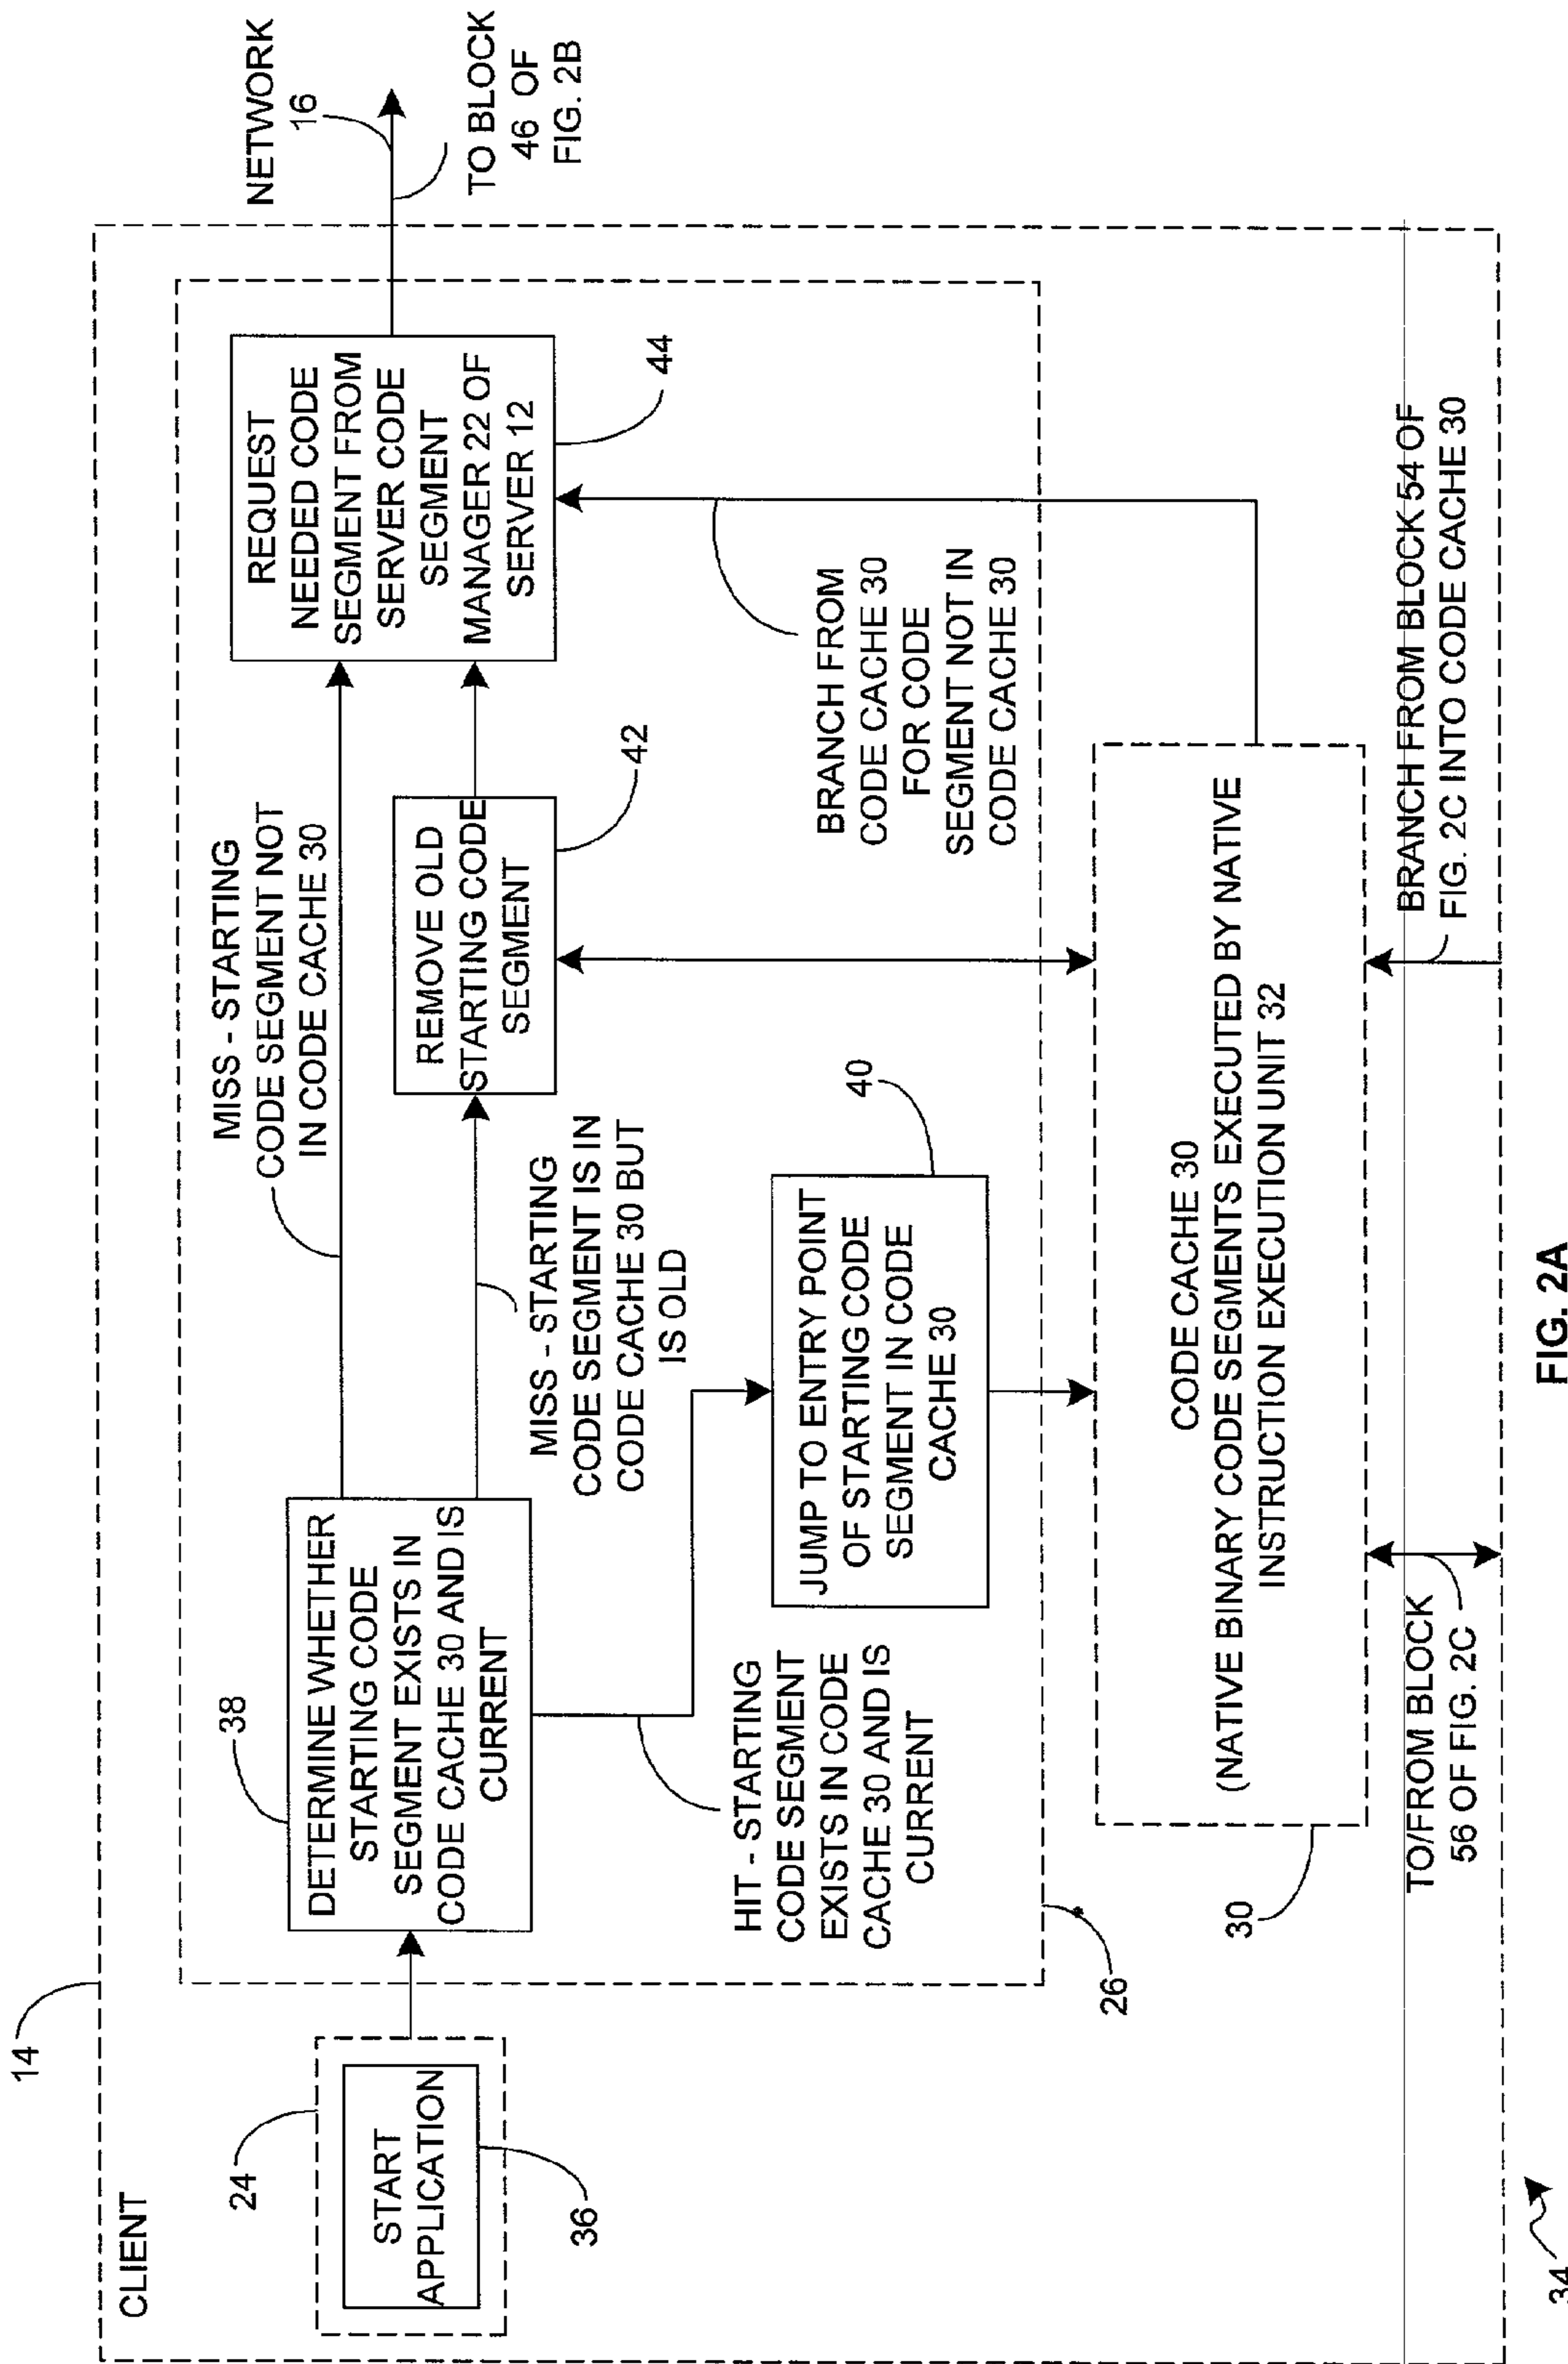 14
CLIENT
24
START
APPLICATION
36
38
DETERMINE WHETHER
STARTING CODE
SEGMENT EXISTS IN
CODE CACHE 30 AND IS
CURRENT
MISS - STARTING
CODE SEGMENT NOT
IN CODE CACHE 30
MISS - STARTING
CODE SEGMENT IS IN
CODE CACHE 30 BUT
IS OLD
REMOVE OLD
STARTING CODE
SEGMENT
42
REQUEST
NEEDED CODE
SEGMENT FROM
SERVER CODE
SEGMENT
MANAGER 22 OF
SERVER 12
44
NETWORK
16
TO BLOCK
46 OF
FIG. 2B
HIT - STARTING
CODE SEGMENT
EXISTS IN CODE
CACHE 30 AND IS
CURRENT
40
JUMP TO ENTRY POINT
OF STARTING CODE
SEGMENT IN CODE
CACHE 30
BRANCH FROM
CODE CACHE 30
FOR CODE
SEGMENT NOT IN
CODE CACHE 30
26
CODE CACHE 30
(NATIVE BINARY CODE SEGMENTS EXECUTED BY NATIVE
INSTRUCTION EXECUTION UNIT 32
30
TO/FROM BLOCK
56 OF FIG. 2C
BRANCH FROM BLOCK 54 OF
FIG. 2C INTO CODE CACHE 30
34
FIG. 2A